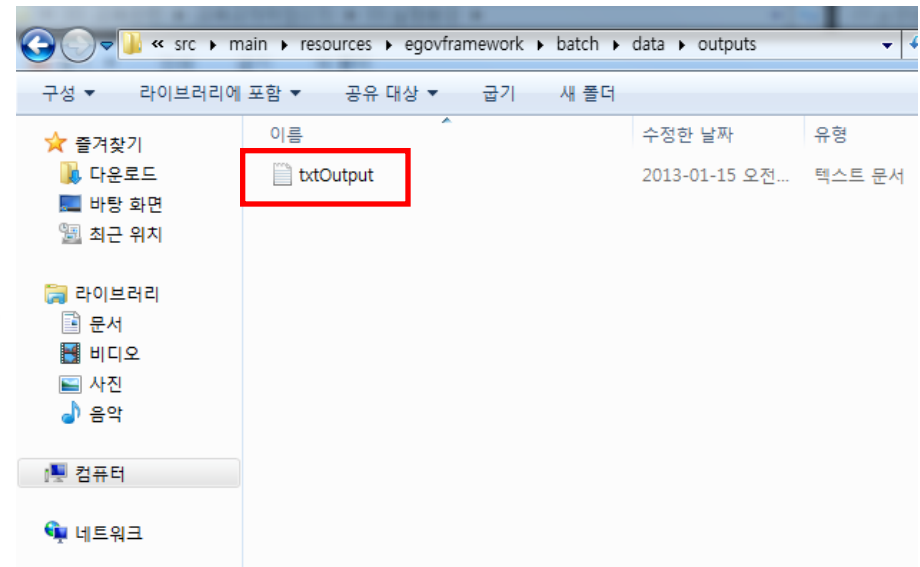 « src ▸ main ▸ resources ▸ egovframework ▸ batch ▸ data ▸ outputs
구성 ▼ 라이브러리에 포함 ▼ 공유 대상 ▼ 굽기 새 폴더
이름 수정한 날짜 유형
txtOutput 2013-01-15 오전... 텍스트 문서
즐겨찾기
다운로드
바탕 화면
최근 위치
라이브러리
문서
비디오
사진
음악
컴퓨터
네트워크